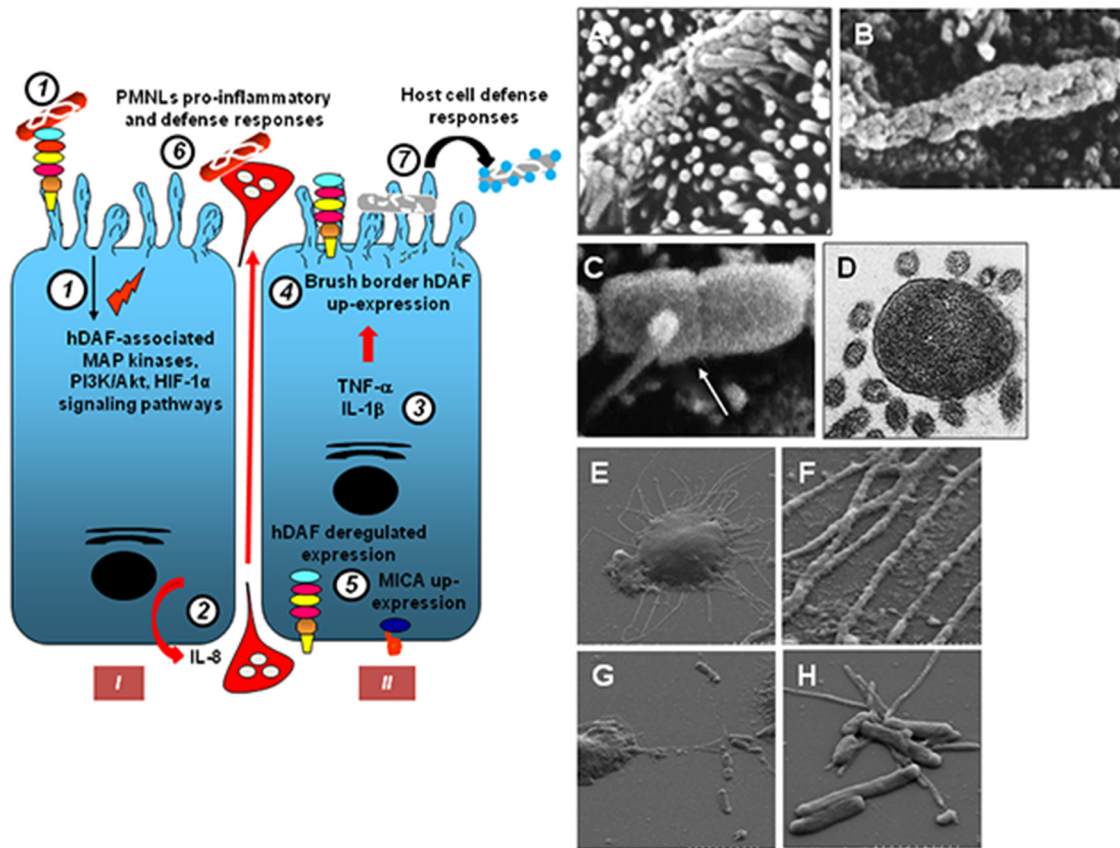 1
PMNLs pro-inflammatory
and defense responses
6
Host cell defense
responses
7
1
hDAF-associated
MAP kinases,
PI3K/Akt, HIF-1α
signaling pathways
4
Brush border hDAF
up-expression
TNF-α
IL-1β
3
hDAF deregulated
expression
5
MICA up-
expression
2
IL-8
I
II
A
B
C
D
E
F
G
H